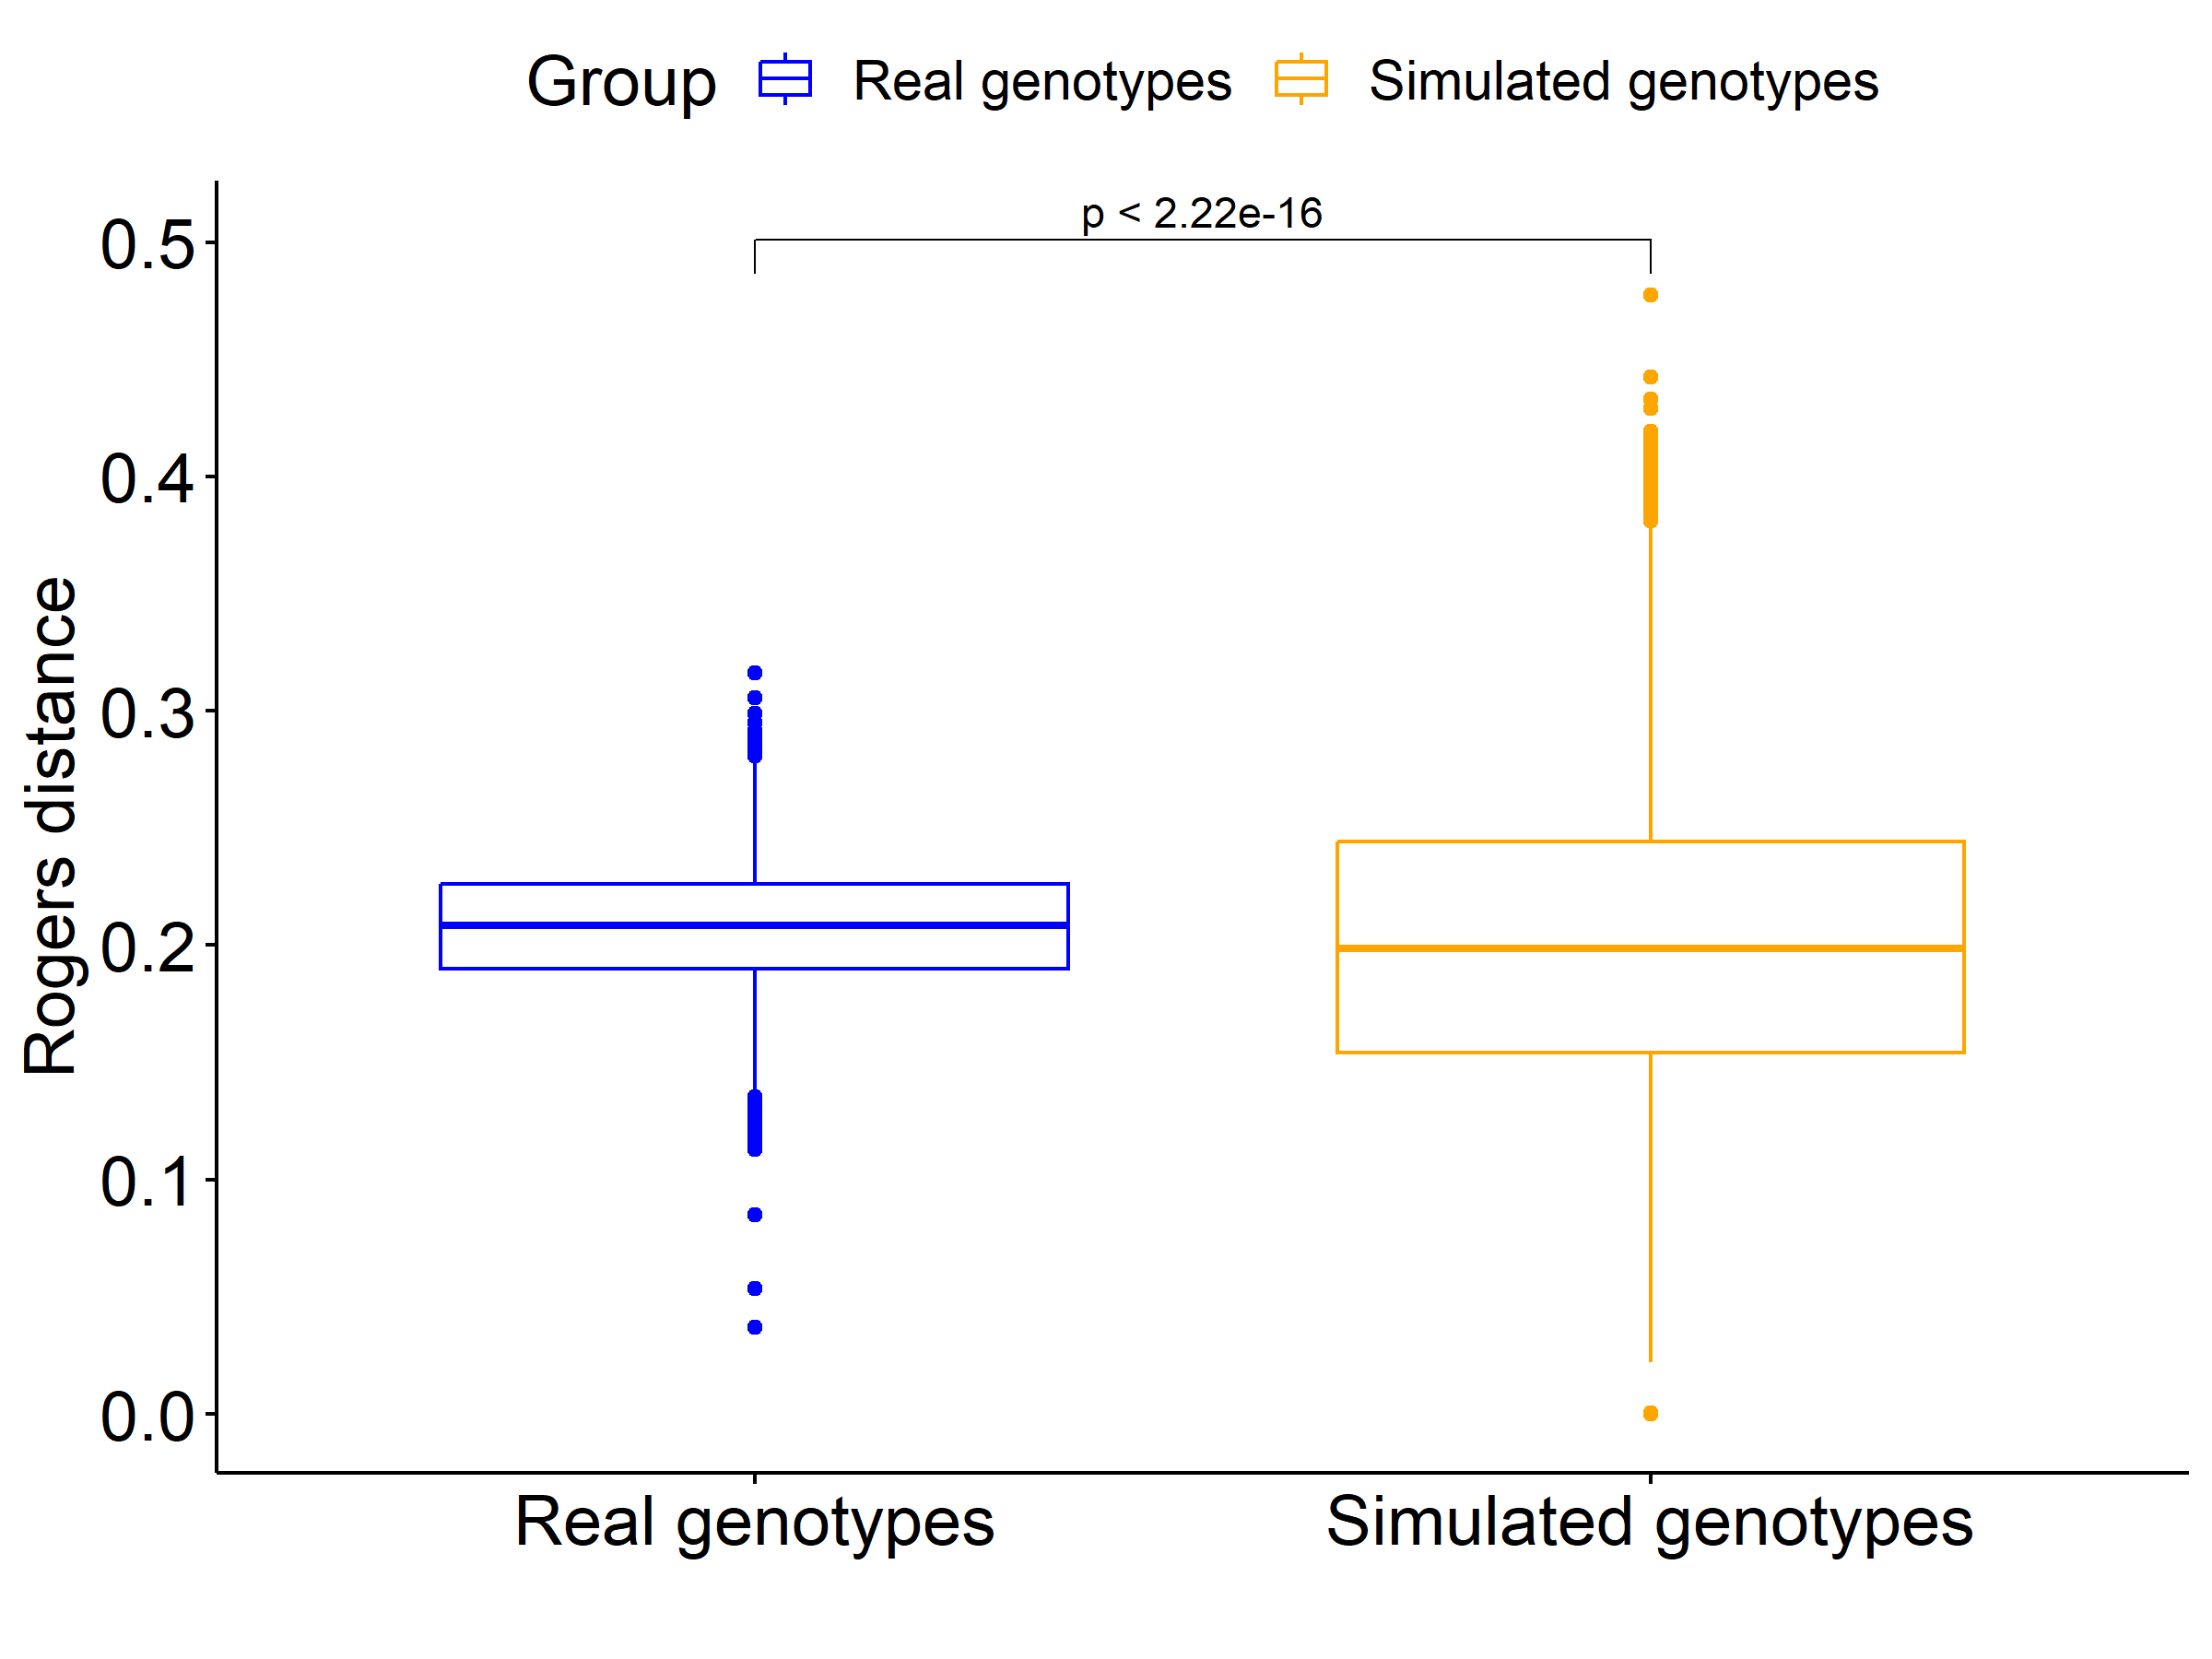 Group Real genotypes Simulated genotypes
p < 2.22e-16
0.5
0.4
0.3
0.2
0.1
0.0
Rogers distance
Real genotypes Simulated genotypes